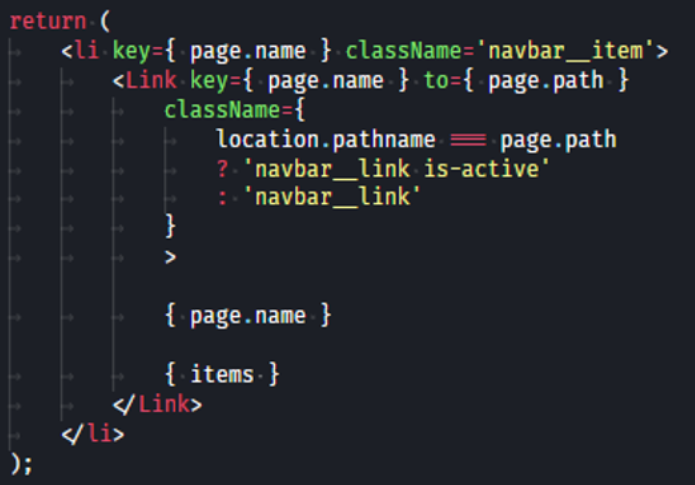 return (
<li key={ page.name } className='navbar__item'>
<Link key={ page.name } to={ page.path }
className={
location.pathname === page.path
? 'navbar__link is-active'
: 'navbar__link'
}
>
{ page.name }
{ items }
</Link>
</li>
);